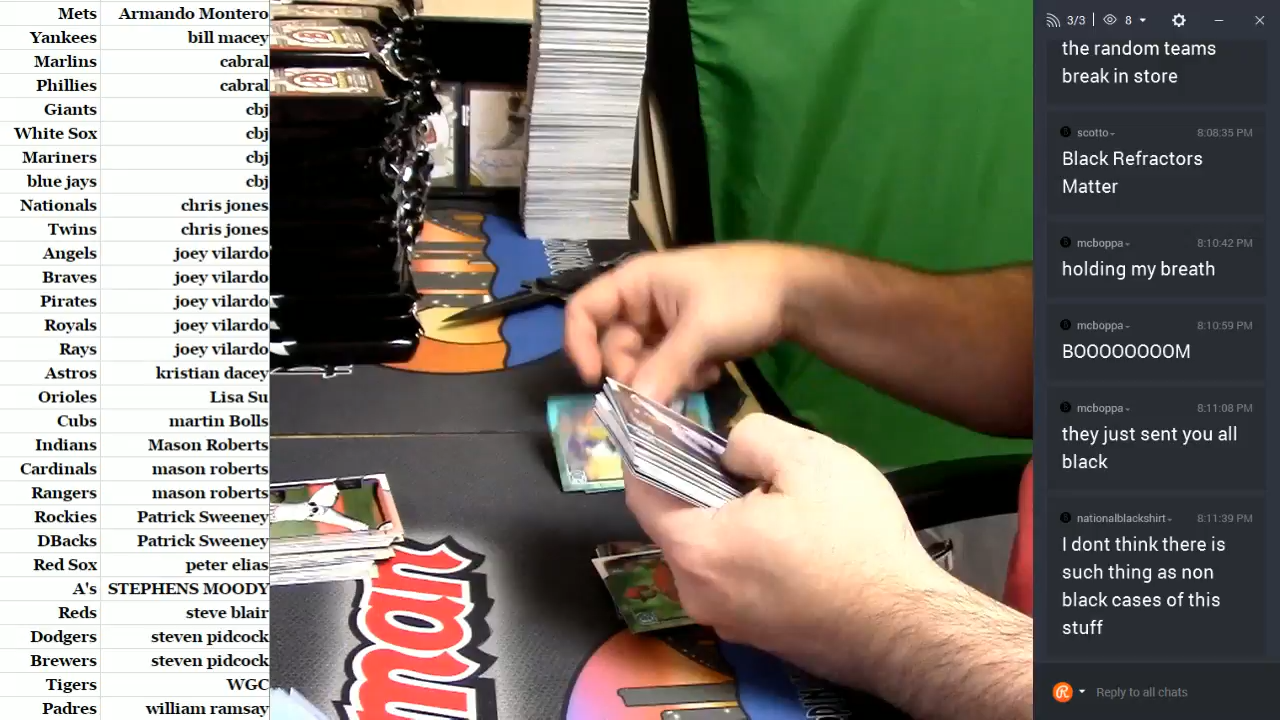 Mets Armando Montero
Yankees bill macey
Marlins cabral
Phillies cabral
Giants cbj
White Sox cbj
Mariners cbj
blue jays cbj
Nationals chris jones
Twins chris jones
Angels joey vilardo
Braves joey vilardo
Pirates joey vilardo
Royals joey vilardo
Rays joey vilardo
Astros kristian dacey
Orioles Lisa Su
Cubs martin Bolls
Indians Mason Roberts
Cardinals mason roberts
Rangers mason roberts
Rockies Patrick Sweeney
DBacks Patrick Sweeney
Red Sox peter elias
A's STEPHENS MOODY
Reds steve blair
Dodgers steven pidcock
Brewers steven pidcock
Tigers WGC
Padres william ramsay
3/3 8
the random teams
break in store
scotto 8:08:35 PM
Black Refractors
Matter
mcboppa 8:10:42 PM
holding my breath
mcboppa 8:10:59 PM
BOOOOOOOOM
mcboppa 8:11:08 PM
they just sent you all
black
nationalblackshirt 8:11:39 PM
I dont think there is
such thing as non
black cases of this
stuff
Reply to all chats